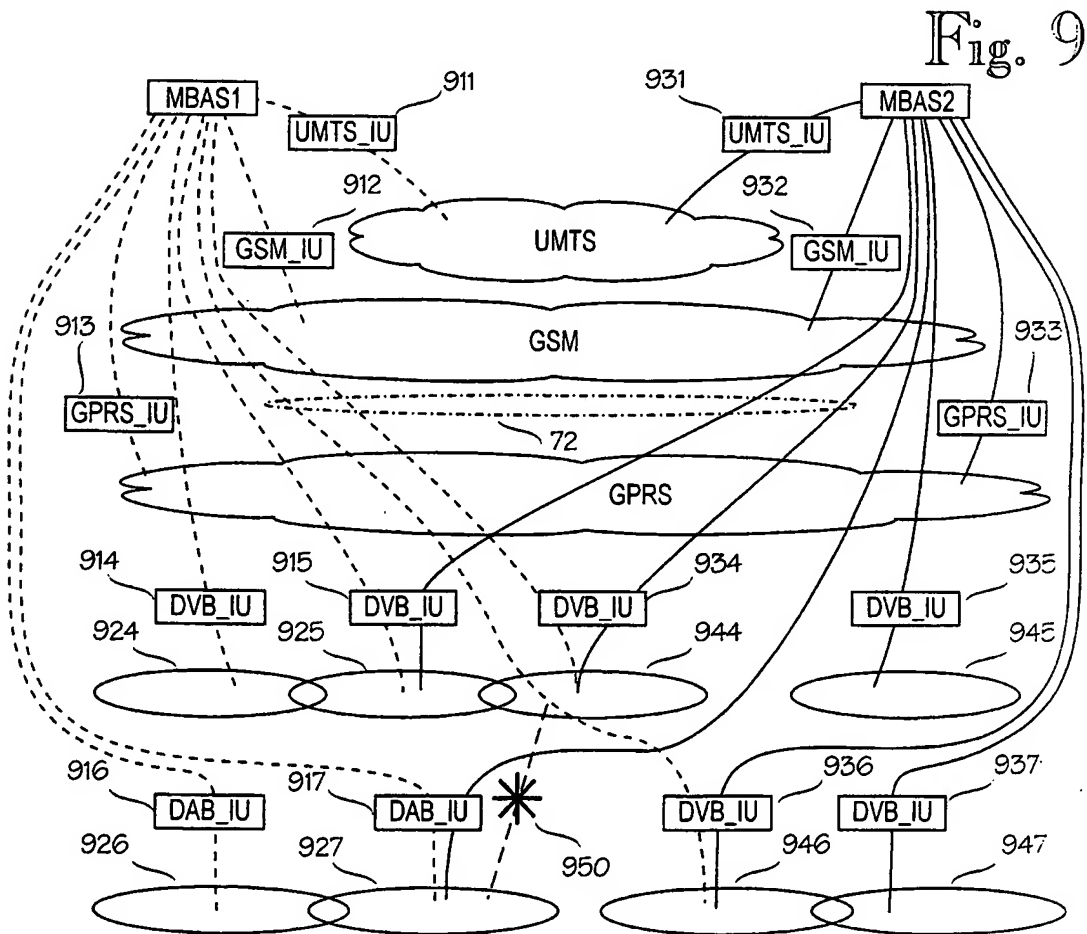 Fig. 9
MBAS1
911
931
MBAS2
UMTS_IU
UMTS_IU
912
932
GSM_IU
UMTS
GSM_IU
913
GSM
933
GPRS_IU
72
GPRS_IU
GPRS
914
915
934
935
DVB_IU
DVB_IU
DVB_IU
DVB_IU
924
925
944
945
916
917
936
937
DAB_IU
DAB_IU
DVB_IU
DVB_IU
926
927
950
946
947